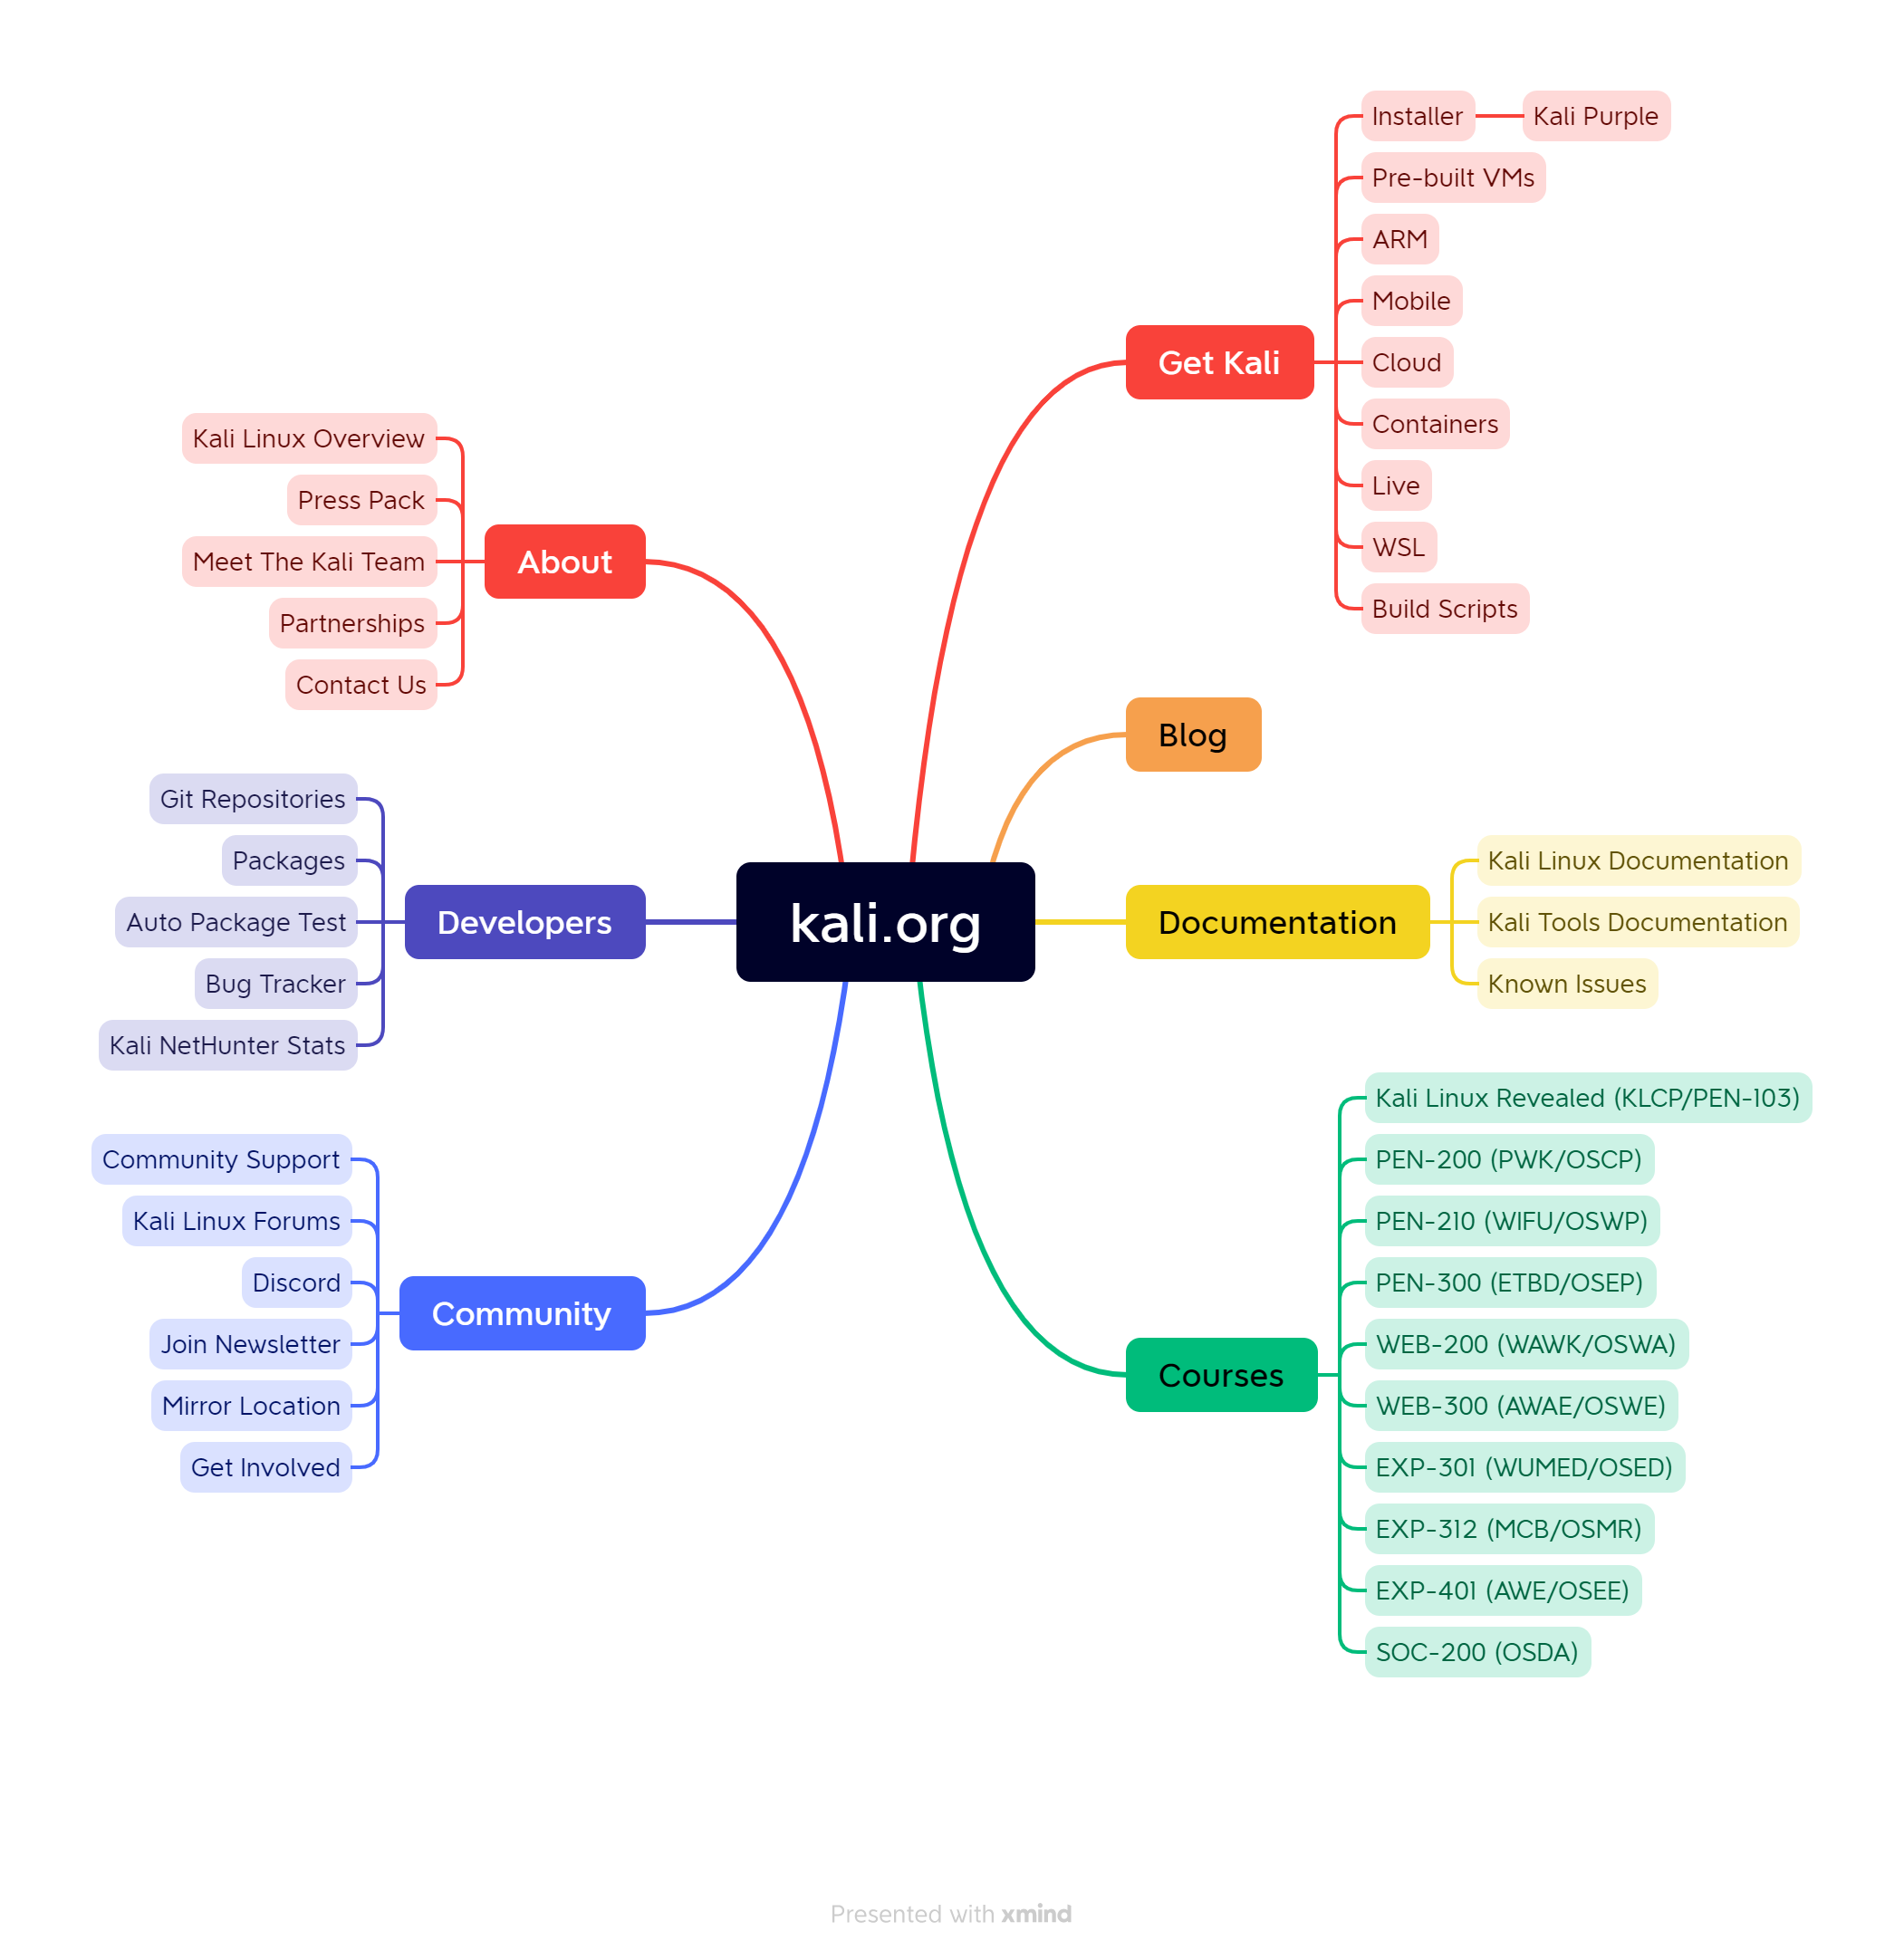 kali.org
Get Kali
Installer
Kali Purple
Pre-built VMs
ARM
Mobile
Cloud
Containers
Live
WSL
Build Scripts
Blog
Documentation
Kali Linux Documentation
Kali Tools Documentation
Known Issues
Courses
Kali Linux Revealed (KLCP/PEN-103)
PEN-200 (PWK/OSCP)
PEN-210 (WIFU/OSWP)
PEN-300 (ETBD/OSEP)
WEB-200 (WAWK/OSWA)
WEB-300 (AWAE/OSWE)
EXP-301 (WUMED/OSED)
EXP-312 (MCB/OSMR)
EXP-401 (AWE/OSEE)
SOC-200 (OSDA)
About
Kali Linux Overview
Press Pack
Meet The Kali Team
Partnerships
Contact Us
Developers
Git Repositories
Packages
Auto Package Test
Bug Tracker
Kali NetHunter Stats
Community
Community Support
Kali Linux Forums
Discord
Join Newsletter
Mirror Location
Get Involved
Presented with xmind